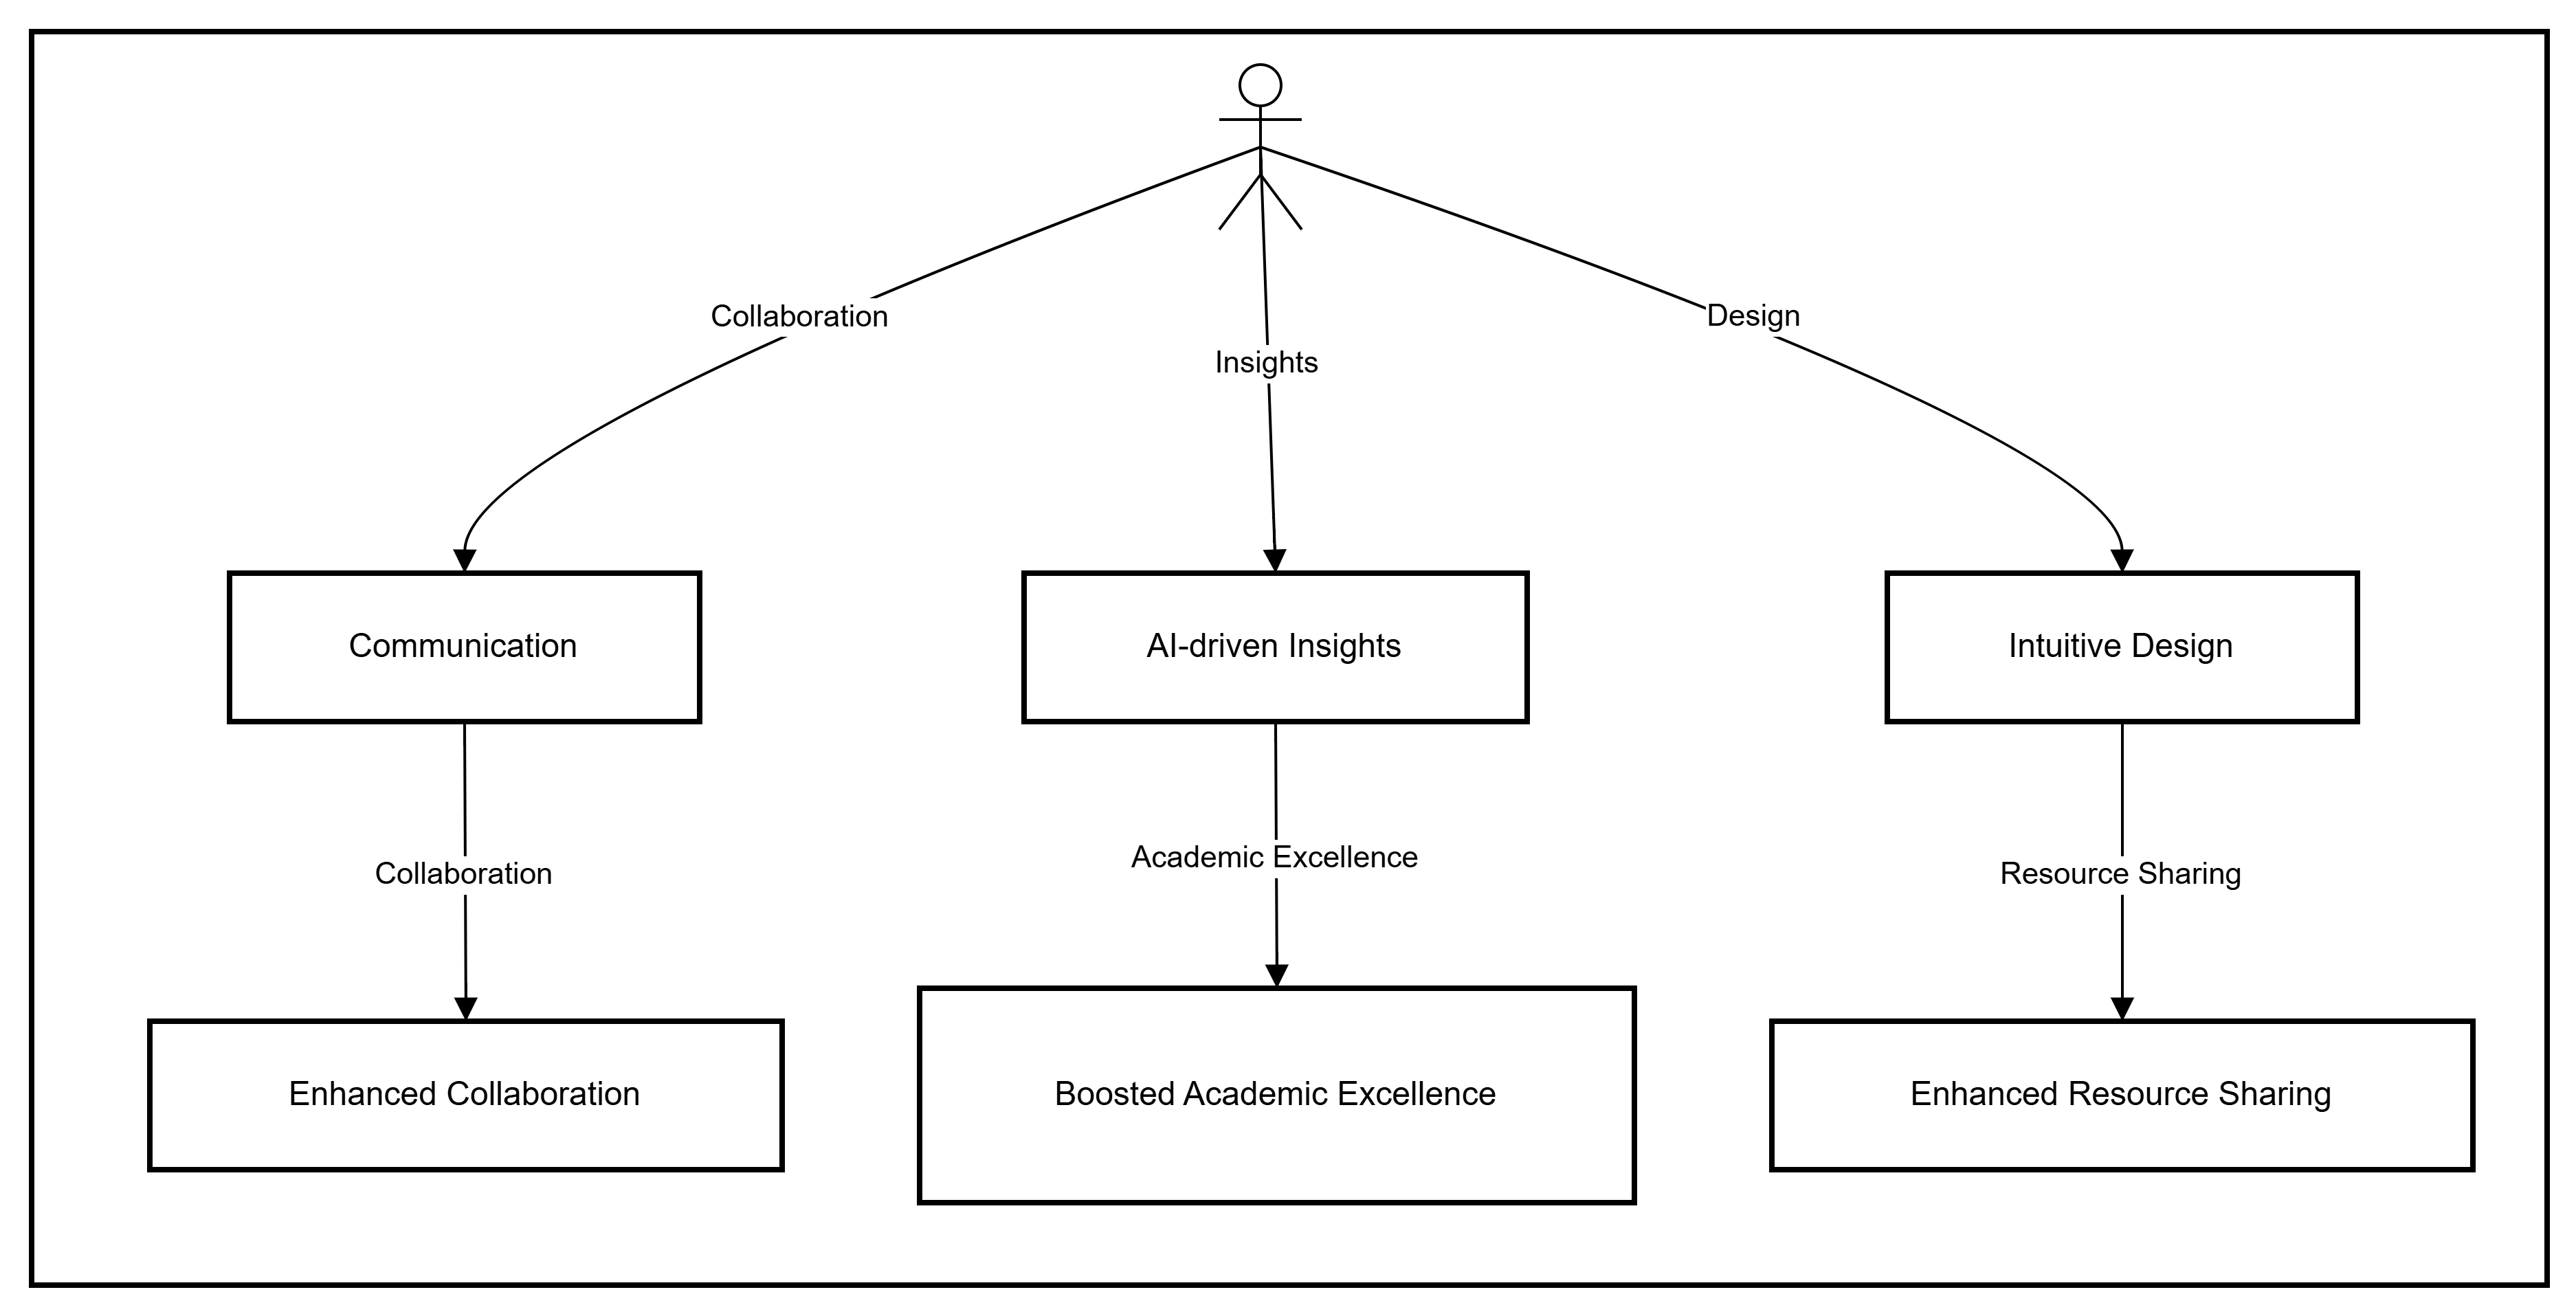 Collaboration
Insights
Design
Communication
AI-driven Insights
Intuitive Design
Collaboration
Academic Excellence
Resource Sharing
Enhanced Collaboration
Boosted Academic Excellence
Enhanced Resource Sharing